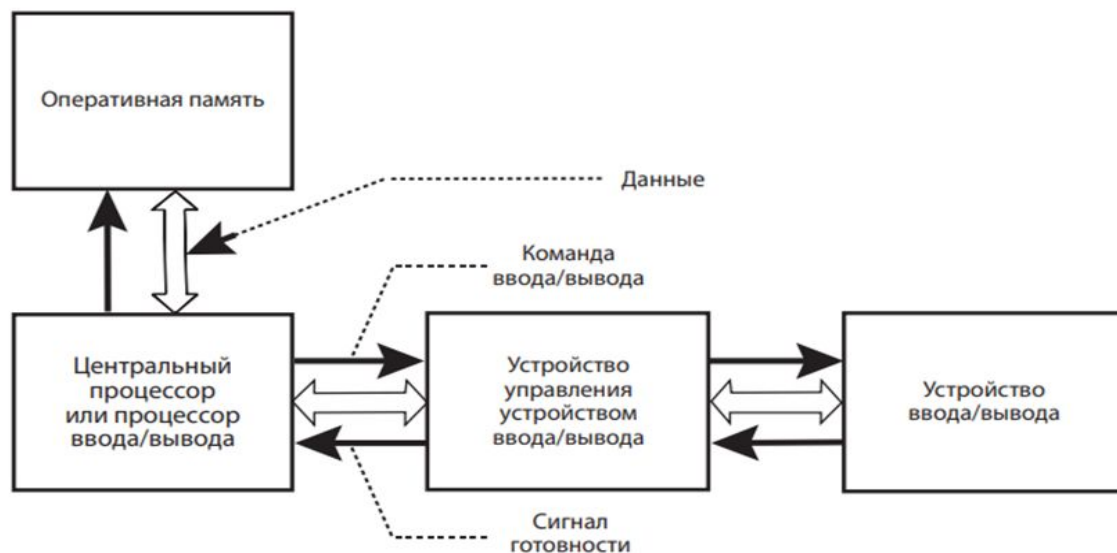 Оперативная память
Данные
Команда
ввода/вывода
Центральный
процессор
или процессор
ввода/вывода
Устройство
управления
устройством
ввода/вывода
Устройство
ввода/вывода
Сигнал
готовности